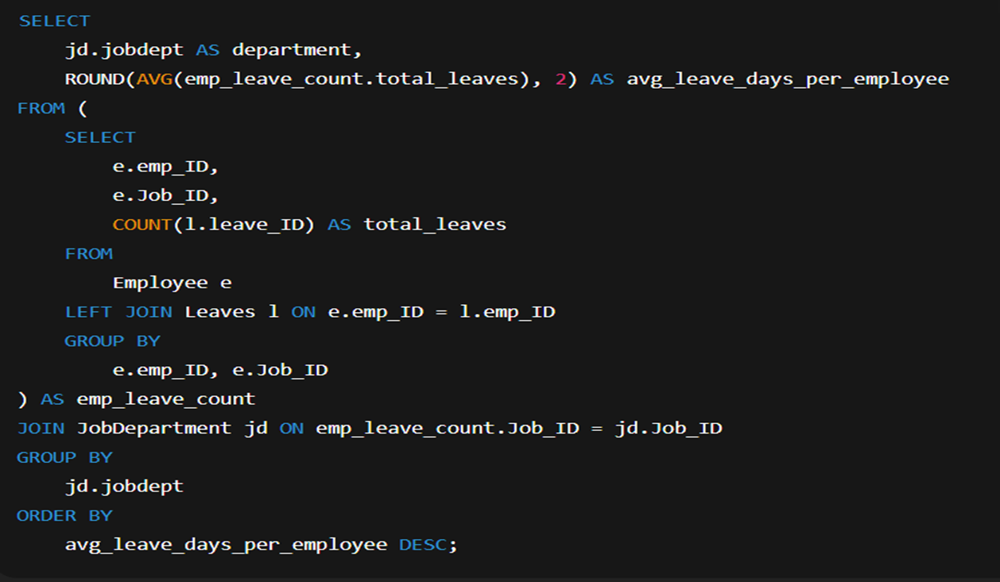 SELECT
    jd.jobdept AS department,
    ROUND(AVG(emp_leave_count.total_leaves), 2) AS avg_leave_days_per_employee
FROM (
    SELECT
        e.emp_ID,
        e.Job_ID,
        COUNT(l.leave_ID) AS total_leaves
    FROM
        Employee e
    LEFT JOIN Leaves l ON e.emp_ID = l.emp_ID
    GROUP BY
        e.emp_ID, e.Job_ID
) AS emp_leave_count
JOIN JobDepartment jd ON emp_leave_count.Job_ID = jd.Job_ID
GROUP BY
    jd.jobdept
ORDER BY
    avg_leave_days_per_employee DESC;